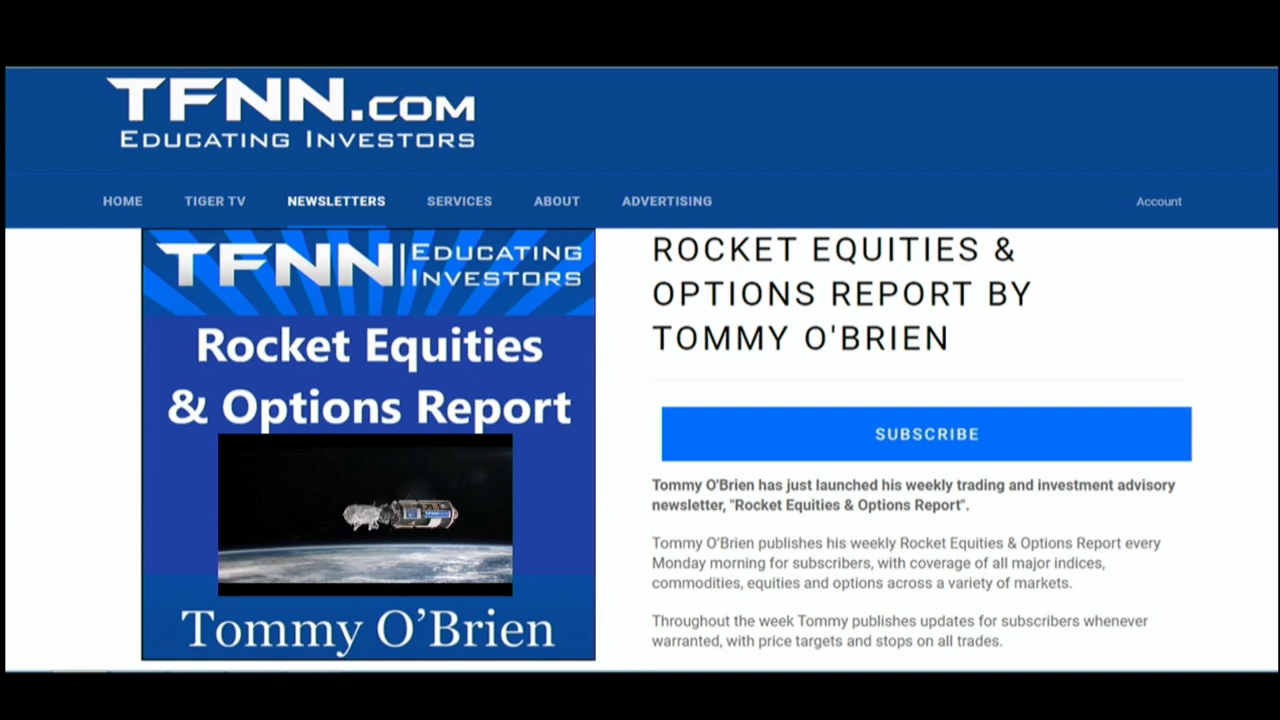 TFNN.COM
EDUCATING INVESTORS
HOME TIGER TV NEWSLETTERS SERVICES ABOUT ADVERTISING Account
TFNN EDUCATING
INVESTORS
Rocket Equities
& Options Report
Tommy O’Brien
ROCKET EQUITIES &
OPTIONS REPORT BY
TOMMY O'BRIEN
SUBSCRIBE
Tommy O'Brien has just launched his weekly trading and investment advisory
newsletter, "Rocket Equities & Options Report".
Tommy O’Brien publishes his weekly Rocket Equities & Options Report every
Monday morning for subscribers, with coverage of all major indices,
commodities, equities and options across a variety of markets.
Throughout the week Tommy publishes updates for subscribers whenever
warranted, with price targets and stops on all trades.